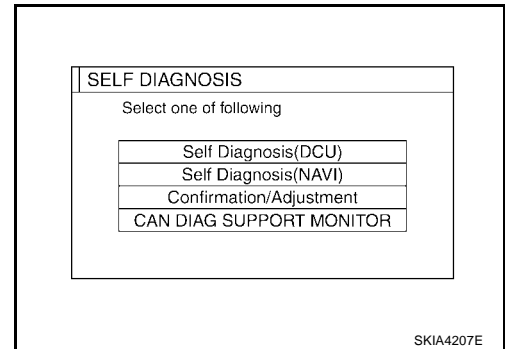 SELF DIAGNOSIS
Select one of following
Self Diagnosis(DCU)
Self Diagnosis(NAVI)
Confirmation/Adjustment
CAN DIAG SUPPORT MONITOR
SKIA4207E